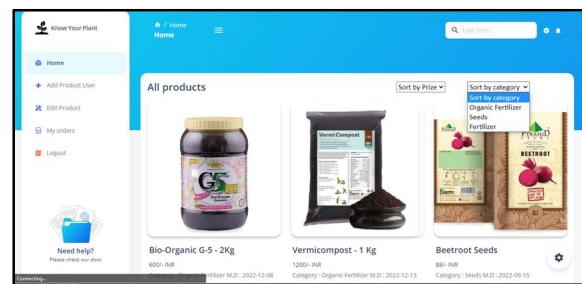 Know Your Plant
/ Home
Home
Type here...
Home
Add Product User
Edit Product
My orders
Logout
Need help?
Please check our docs
Connecting...
All products
Sort by Prize
Sort by category
Sort by category
Organic Fertilizer
Seeds
Fertilizer
G5
Vermi Compost
PYRAMID
BEETROOT
Bio-Organic G-5 - 2Kg
600/- INR
Category : Organic Fertilizer M.D : 2022-12-08
Vermicompost - 1 Kg
1200/- INR
Category : Organic Fertilizer M.D : 2022-12-13
Beetroot Seeds
88/- INR
Category : Seeds M.D : 2022-09-15